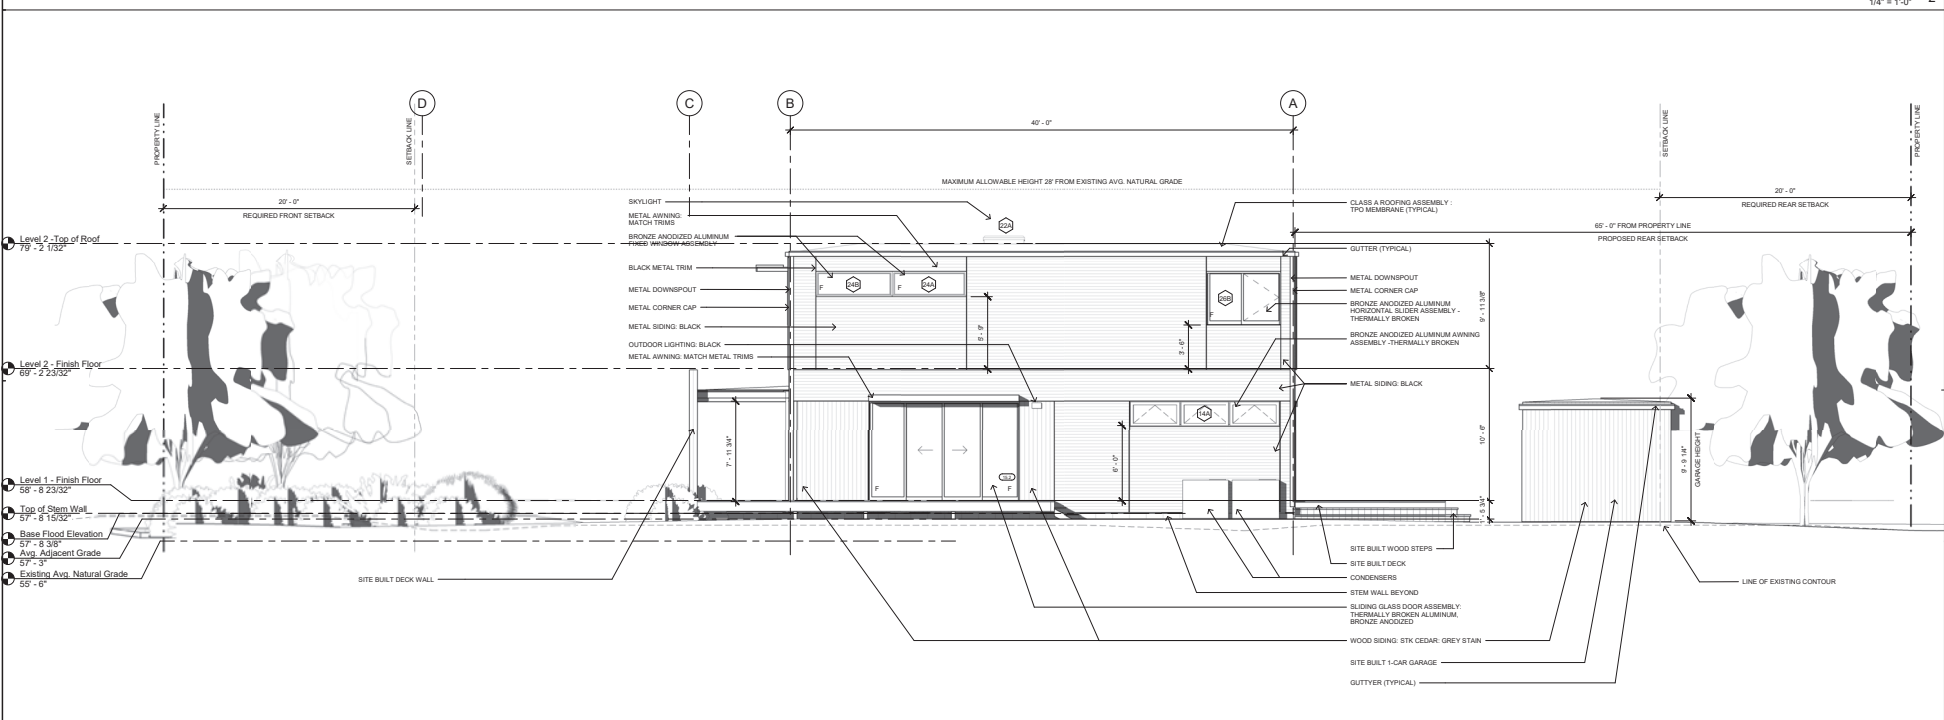 1/4" = 1'-0"
D
C
B
A
PROPERTY LINE
SETBACK LINE
SETBACK LINE
PROPERTY LINE
40' - 0"
MAXIMUM ALLOWABLE HEIGHT 28' FROM EXISTING AVG. NATURAL GRADE
20' - 0"
REQUIRED FRONT SETBACK
20' - 0"
REQUIRED REAR SETBACK
65' - 0" FROM PROPERTY LINE
PROPOSED REAR SETBACK
Level 2 -Top of Roof
79' - 2 1/32"
Level 2 - Finish Floor
69' - 2 23/32"
Level 1 - Finish Floor
58' - 8 23/32"
Top of Stem Wall
57' - 8 15/32"
Base Flood Elevation
57' - 8 3/8"
Avg. Adjacent Grade
57' - 3"
Existing Avg. Natural Grade
55' - 6"
SKYLIGHT
METAL AWNING:
MATCH TRIMS
BRONZE ANODIZED ALUMINUM
FIXED WINDOW ASSEMBLY
BLACK METAL TRIM
METAL DOWNSPOUT
METAL CORNER CAP
METAL SIDING: BLACK
OUTDOOR LIGHTING: BLACK
METAL AWNING: MATCH METAL TRIMS
SITE BUILT DECK WALL
22A
24B
24A
26B
14A
F
F
F
F
F
6' - 9"
3' - 6"
7' - 11 3/4"
6' - 0"
9' - 11 3/8"
10' - 6"
1' - 5 3/4"
9' - 9 1/4"
GARAGE HEIGHT
CLASS A ROOFING ASSEMBLY :
TPO MEMBRANE (TYPICAL)
GUTTER (TYPICAL)
METAL DOWNSPOUT
METAL CORNER CAP
BRONZE ANODIZED ALUMINUM
HORIZONTAL SLIDER ASSEMBLY -
THERMALLY BROKEN
BRONZE ANODIZED ALUMINUM AWNING
ASSEMBLY -THERMALLY BROKEN
METAL SIDING: BLACK
SITE BUILT WOOD STEPS
SITE BUILT DECK
CONDENSERS
STEM WALL BEYOND
SLIDING GLASS DOOR ASSEMBLY:
THERMALLY BROKEN ALUMINUM,
BRONZE ANODIZED
WOOD SIDING: STK CEDAR: GREY STAIN
SITE BUILT 1-CAR GARAGE
GUTTYER (TYPICAL)
LINE OF EXISTING CONTOUR